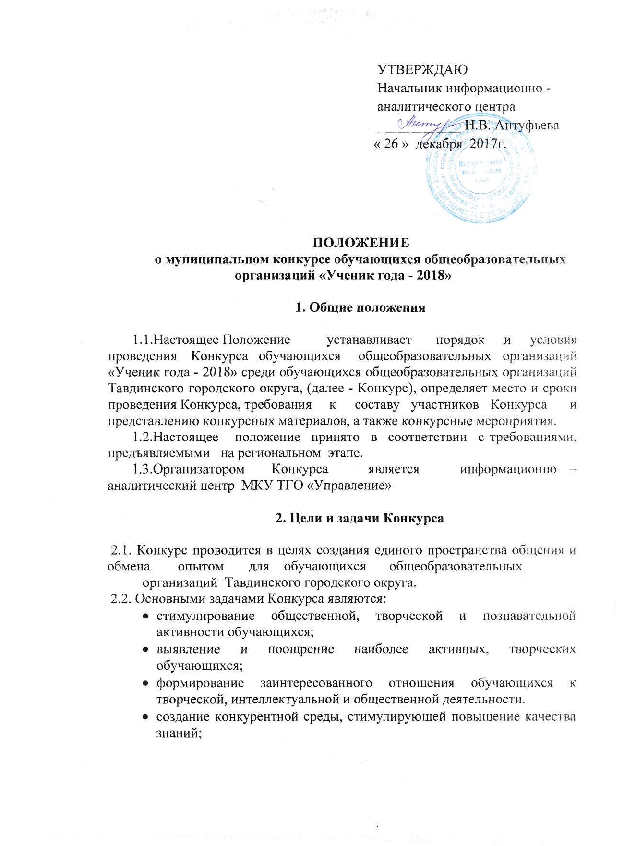 УТВЕРЖДАЮ
Начальник информационно -
аналитического центра
Н.В. Антуфьева
« 26 » декабря 2017г.
ПОЛОЖЕНИЕ
о муниципальном конкурсе обучающихся общеобразовательных
организаций «Ученик года - 2018»
1. Общие положения
1.1.Настоящее Положение устанавливает порядок и условия
проведения Конкурса обучающихся общеобразовательных организаций
«Ученик года - 2018» среди обучающихся общеобразовательных организаций
Тавдинского городского округа, (далее - Конкурс), определяет место и сроки
проведения Конкурса, требования к составу участников Конкурса и
представлению конкурсных материалов, а также конкурсные мероприятия.
1.2.Настоящее положение принято в соответствии с требованиями,
предъявляемыми на региональном этапе.
1.3.Организатором Конкурса является информационно –
аналитический центр МКУ ТГО «Управление»
2. Цели и задачи Конкурса
2.1. Конкурс проводится в целях создания единого пространства общения и
обмена опытом для обучающихся общеобразовательных
организаций Тавдинского городского округа.
2.2. Основными задачами Конкурса являются:
• стимулирование общественной, творческой и познавательной
активности обучающихся;
• выявление и поощрение наиболее активных, творческих
обучающихся;
• формирование заинтересованного отношения обучающихся к
творческой, интеллектуальной и общественной деятельности.
• создание конкурентной среды, стимулирующей повышение качества
знаний;